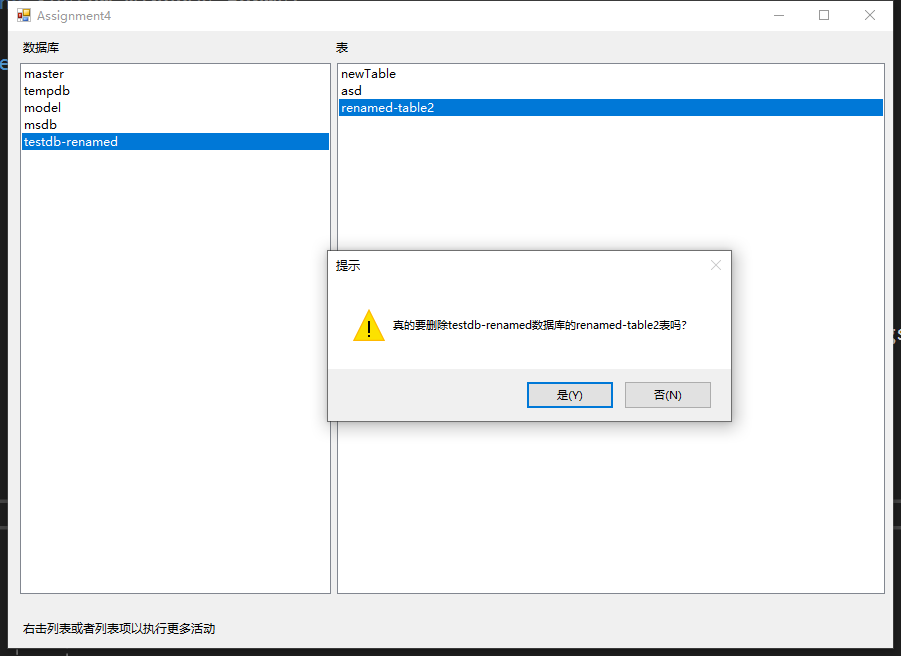 Assignment4
数据库
表
master
tempdb
model
msdb
testdb-renamed
newTable
asd
renamed-table2
提示
真的要删除testdb-renamed数据库的renamed-table2表吗?
是(Y)
否(N)
右击列表或者列表项以执行更多活动